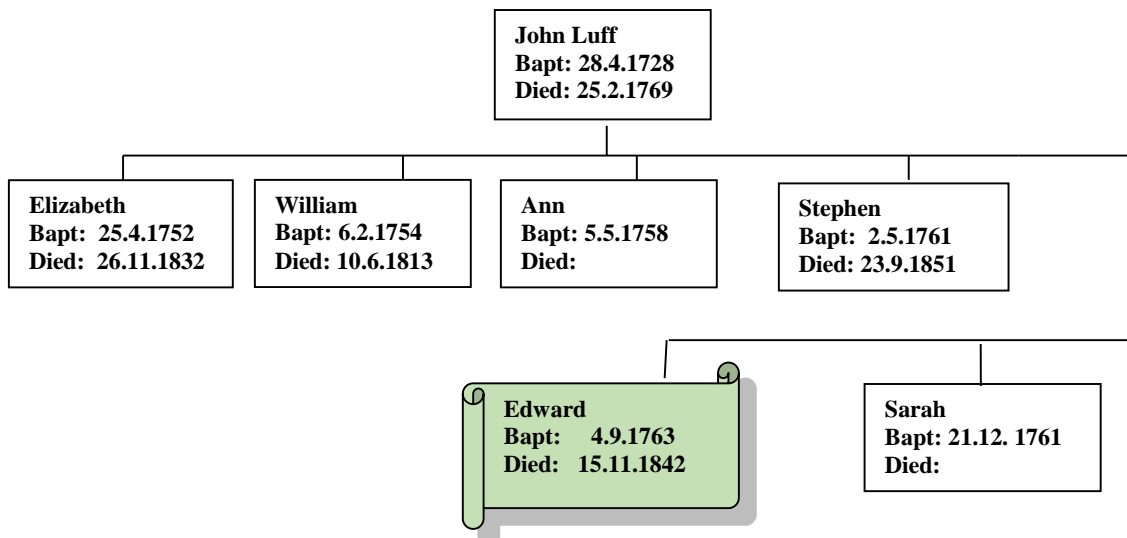 John Luff
Bapt: 28.4.1728
Died: 25.2.1769
Elizabeth
Bapt: 25.4.1752
Died: 26.11.1832
William
Bapt: 6.2.1754
Died: 10.6.1813
Ann
Bapt: 5.5.1758
Died:
Stephen
Bapt: 2.5.1761
Died: 23.9.1851
Edward
Bapt: 4.9.1763
Died: 15.11.1842
Sarah
Bapt: 21.12. 1761
Died: